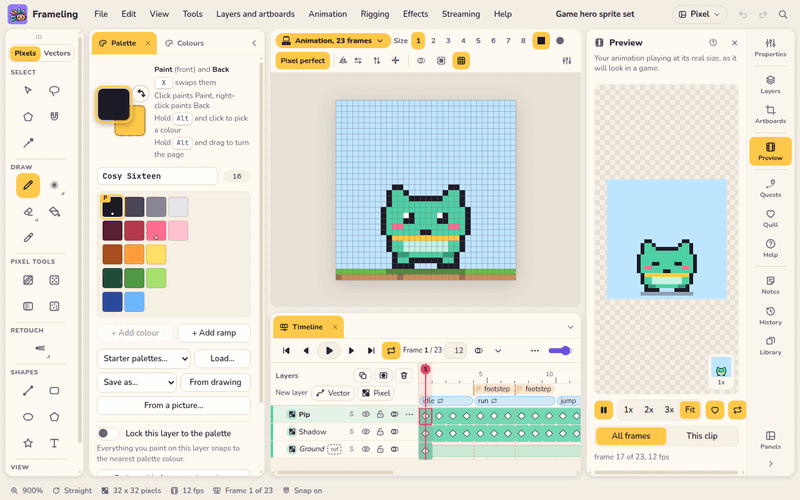 Frameling
File Edit View Tools Layers and artboards Animation Rigging Effects Streaming Help
Game hero sprite set
Pixel
Pixels Vectors
SELECT
DRAW
PIXEL TOOLS
RETOUCH
SHAPES
VIEW
Palette
Colours
Paint (front) and Back
X swaps them
Click paints Paint, right-
click paints Back
Hold Alt and click to pick
a colour
Hold Alt and drag to turn
the page
Cosy Sixteen 16
P
+ Add colour + Add ramp
Starter palettes... Load...
Save as... From drawing
From a picture...
Lock this layer to the palette
Everything you paint on this layer snaps to
the nearest palette colour.
Animation, 23 frames Size 1 2 3 4 5 6 7 8
Pixel perfect
Timeline
Frame 1 / 23 12
Layers
New layer Vector Pixel
1 5 10
footstep footstep
idle run jump
Pip S
Shadow S
Ground ref S
Preview
Your animation playing at its real size, as it
will look in a game.
1x
1x 2x 3x Fit
All frames This clip
frame 17 of 23, 12 fps
Properties
Layers
Artboards
Preview
Quests
Quill
Help
Notes
History
Library
Panels
900% Straight 32 x 32 pixels 12 fps Frame 1 of 23 Snap on